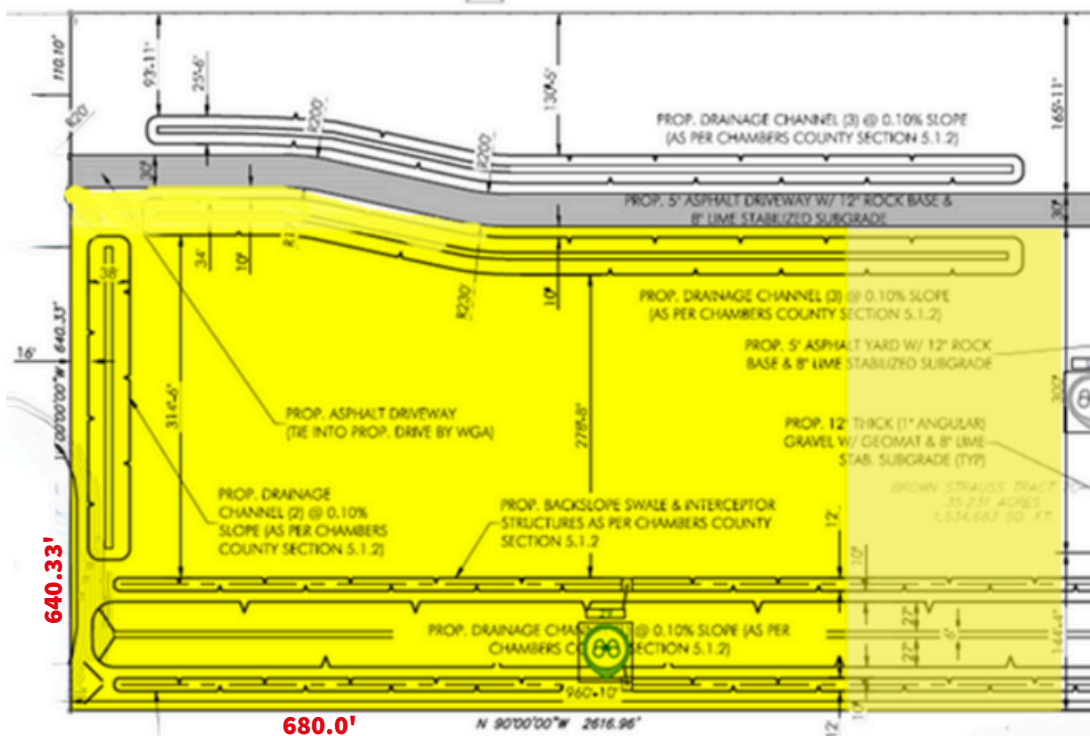 110.10'
93'-11"
25'-6"
130'-5"
165'-11"
R20'
R200'
R200'
PROP. DRAINAGE CHANNEL (3) @ 0.10% SLOPE
(AS PER CHAMBERS COUNTY SECTION 5.1.2)
30'
PROP. 5" ASPHALT DRIVEWAY W/ 12" ROCK BASE &
8" LIME STABILIZED SUBGRADE
30'
34'
10'
R230'
10'
38'
PROP. DRAINAGE CHANNEL (3) @ 0.10% SLOPE
(AS PER CHAMBERS COUNTY SECTION 5.1.2)
16'
PROP. 5" ASPHALT YARD W/ 12" ROCK
BASE & 8" LIME STABILIZED SUBGRADE
300'
640.33'
314'-6"
278'-8"
PROP. ASPHALT DRIVEWAY
(TIE INTO PROP. DRIVE BY WGA)
PROP. 12" THICK (1" ANGULAR)
GRAVEL W/ GEOMAT & 8" LIME
STAB. SUBGRADE (TYP)
BROWN STRAUSS TRACT
35.231 ACRES
1,534,683 SQ. FT.
PROP. DRAINAGE
CHANNEL (2) @ 0.10%
SLOPE (AS PER CHAMBERS
COUNTY SECTION 5.1.2)
PROP. BACKSLOPE SWALE & INTERCEPTOR
STRUCTURES AS PER CHAMBERS COUNTY
SECTION 5.1.2
12'
10'
640.33'
27'
6'
27'
144'-4"
PROP. DRAINAGE @ 0.10% SLOPE (AS PER
CHAMBERS SECTION 5.1.2)
960'-10"
10'
12'
680.0'
N 90°00'00"W 2616.96'